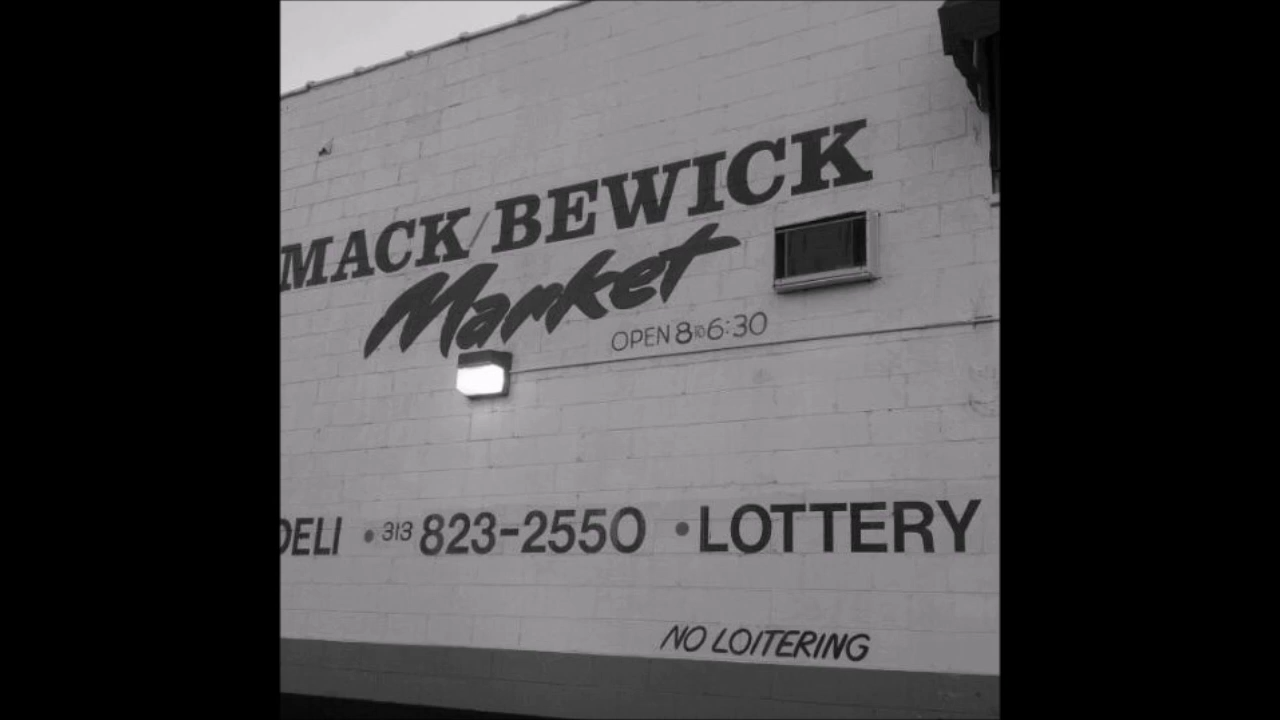 MACK/BEWICK
Market
OPEN 8 TO 6:30
DELI • 313 823-2550 • LOTTERY
NO LOITERING